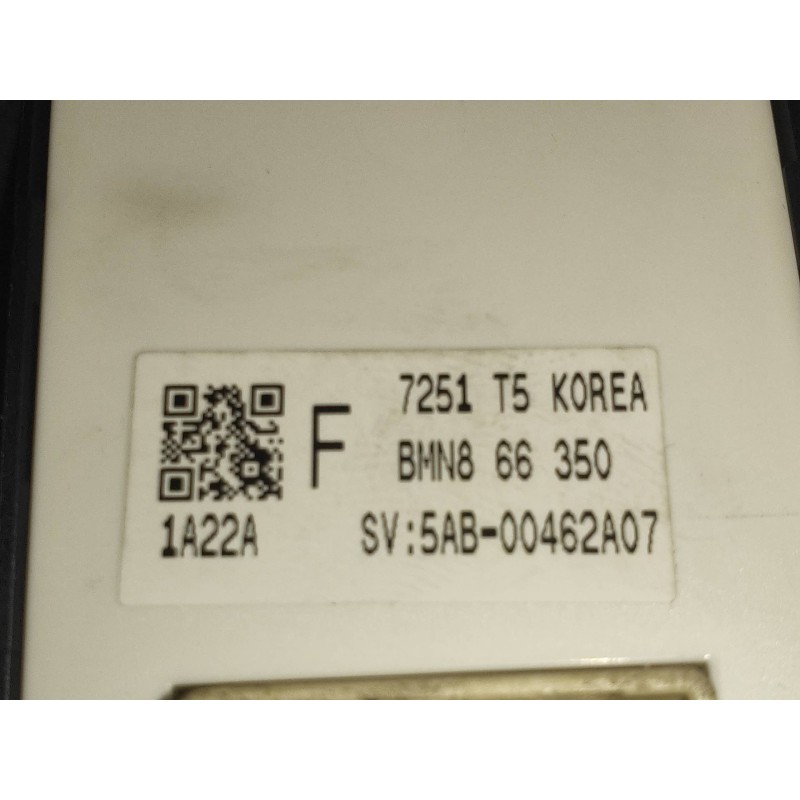 F
7251 T5 KOREA
BMN8 66 350
1A22A SV:5AB-00462A07